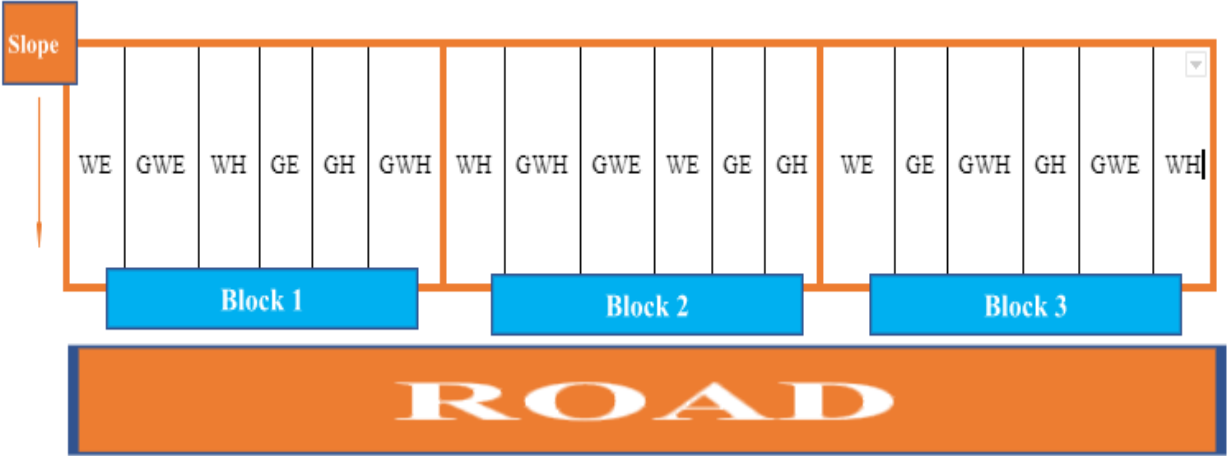 Slope
WE GWE WH GE GH GWH WH GWH GWE WE GE GH WE GE GWH GH GWE WH
Block 1 Block 2 Block 3
ROAD